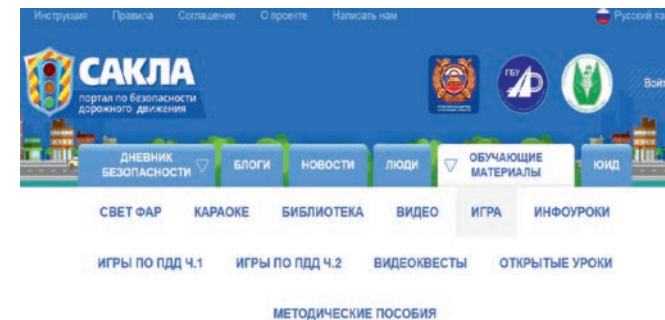 Инструкция Правила Соглашение О проекте Написать нам Русский яз
САКЛА
портал по безопасности
дорожного движения
ГБУ
Войт
ДНЕВНИК
БЕЗОПАСНОСТИ БЛОГИ НОВОСТИ ЛЮДИ ОБУЧАЮЩИЕ
МАТЕРИАЛЫ ЮИД
СВЕТ ФАР КАРАОКЕ БИБЛИОТЕКА ВИДЕО ИГРА ИНФОУРОКИ
ИГРЫ ПО ПДД Ч.1 ИГРЫ ПО ПДД Ч.2 ВИДЕОКВЕСТЫ ОТКРЫТЫЕ УРОКИ
МЕТОДИЧЕСКИЕ ПОСОБИЯ